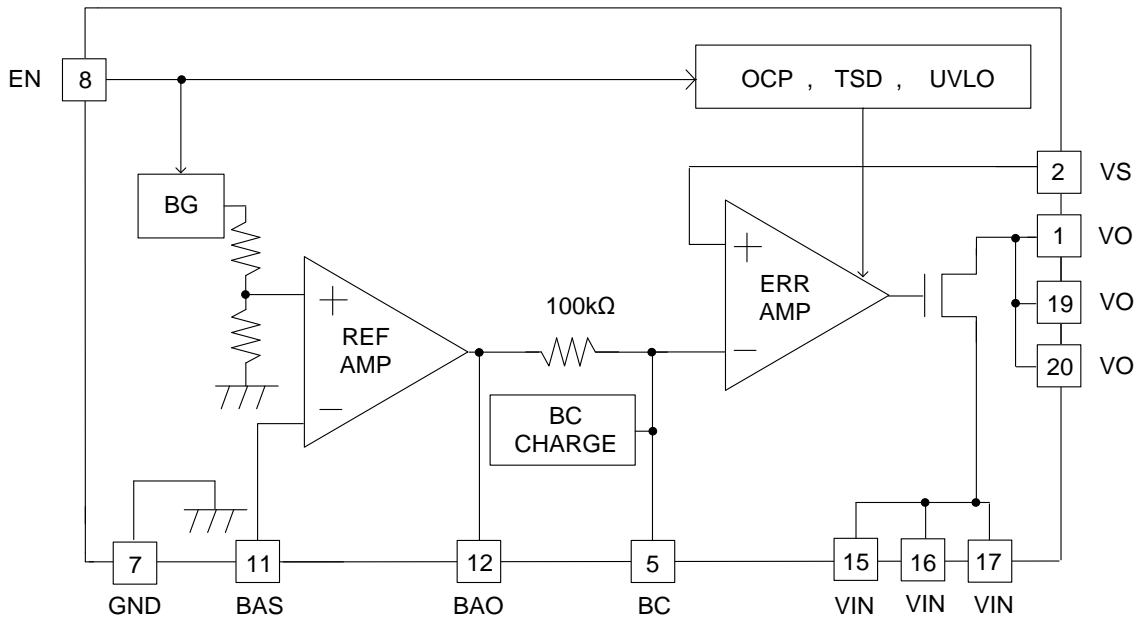 EN
8
OCP , TSD , UVLO
2
VS
BG
1
VO
+
REF
AMP
−
100kΩ
+
ERR
AMP
−
19
VO
20
VO
BC
CHARGE
7
11
12
5
15
16
17
GND
BAS
BAO
BC
VIN
VIN
VIN